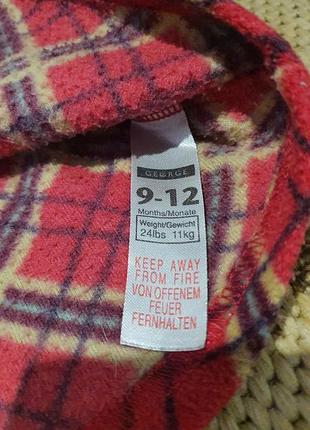 GEORGE
9-12
Months/Monate
Weight/Gewicht
24lbs 11kg
KEEP AWAY
FROM FIRE
VON OFFENEM
FEUER
FERNHALTEN